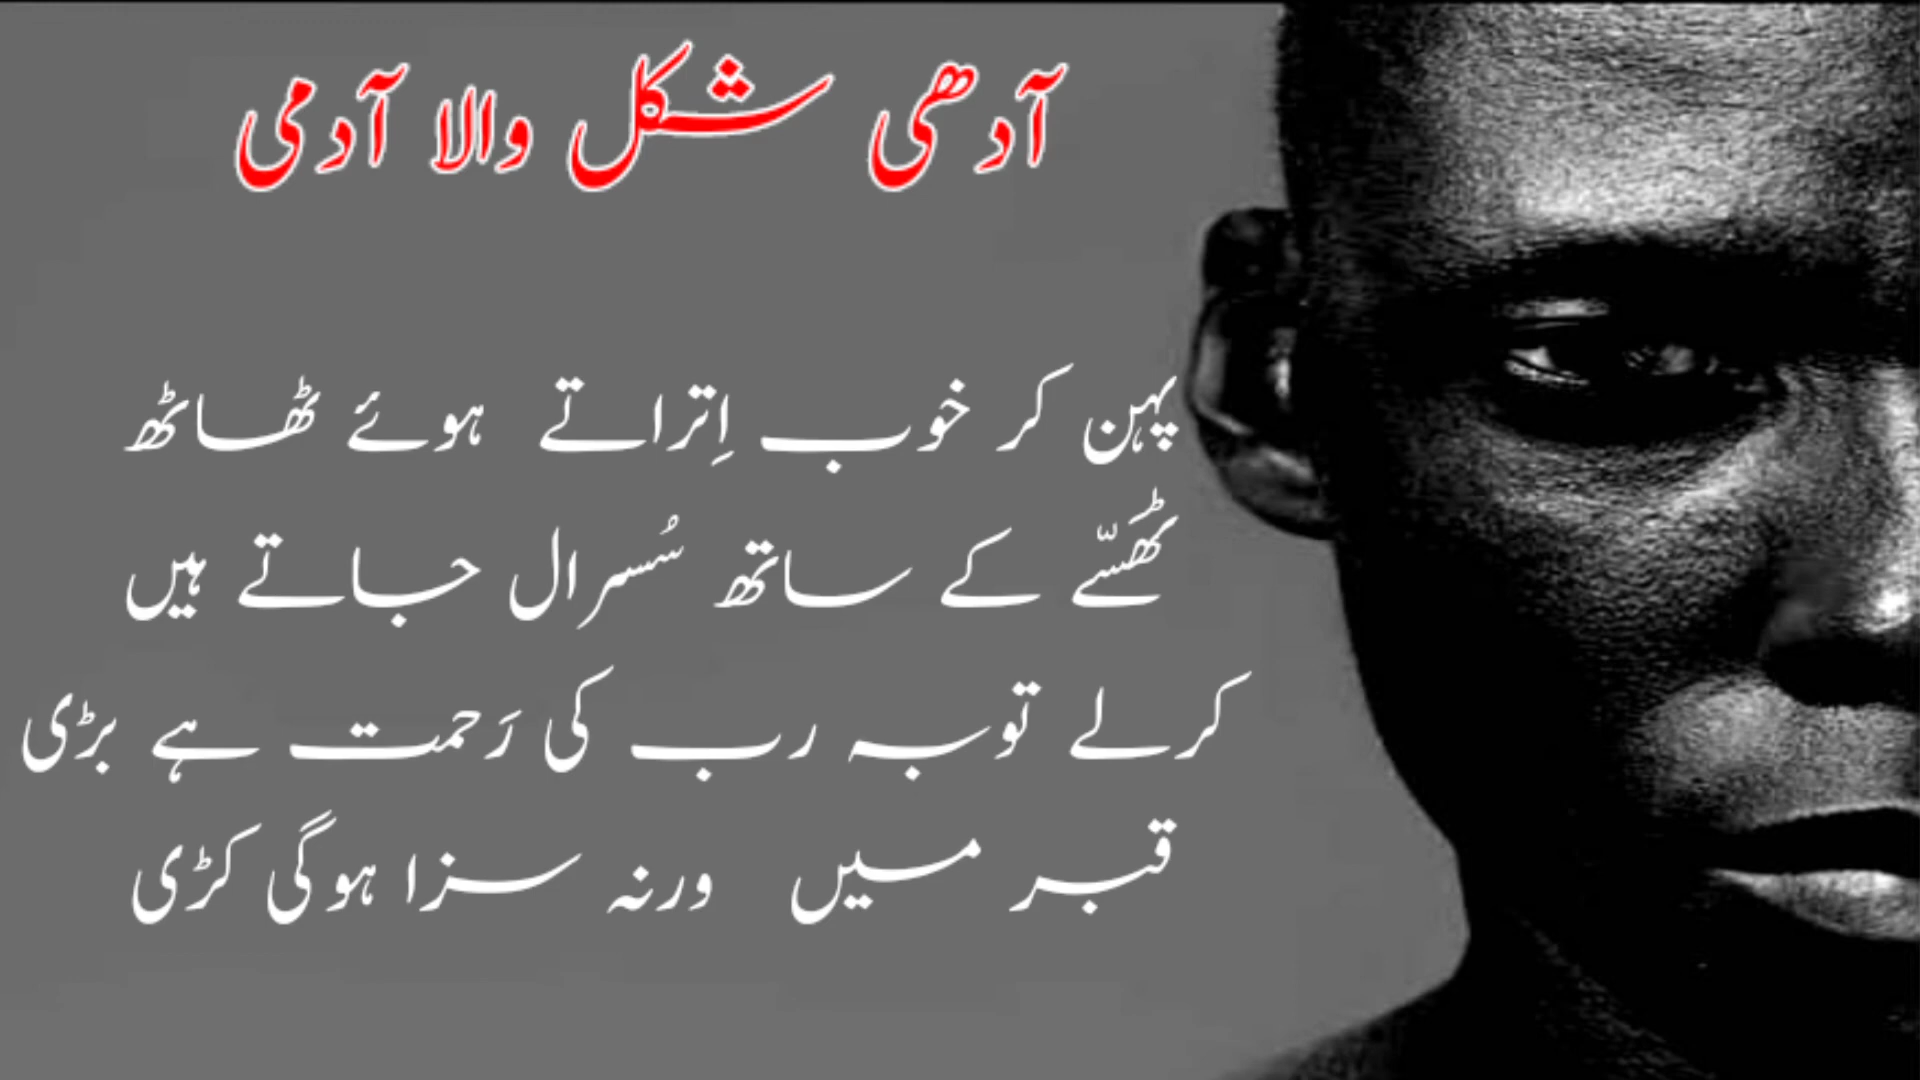 آدھی شکل والا آدمی
پہن کر خوب اِتراتے ہوئے ٹھاٹھ
ٹھَسّے کے ساتھ سُسرال جاتے ہیں
کرلے توبہ رب کی رَحمت ہے بڑی
قبر میں ورنہ سزا ہوگی کڑی